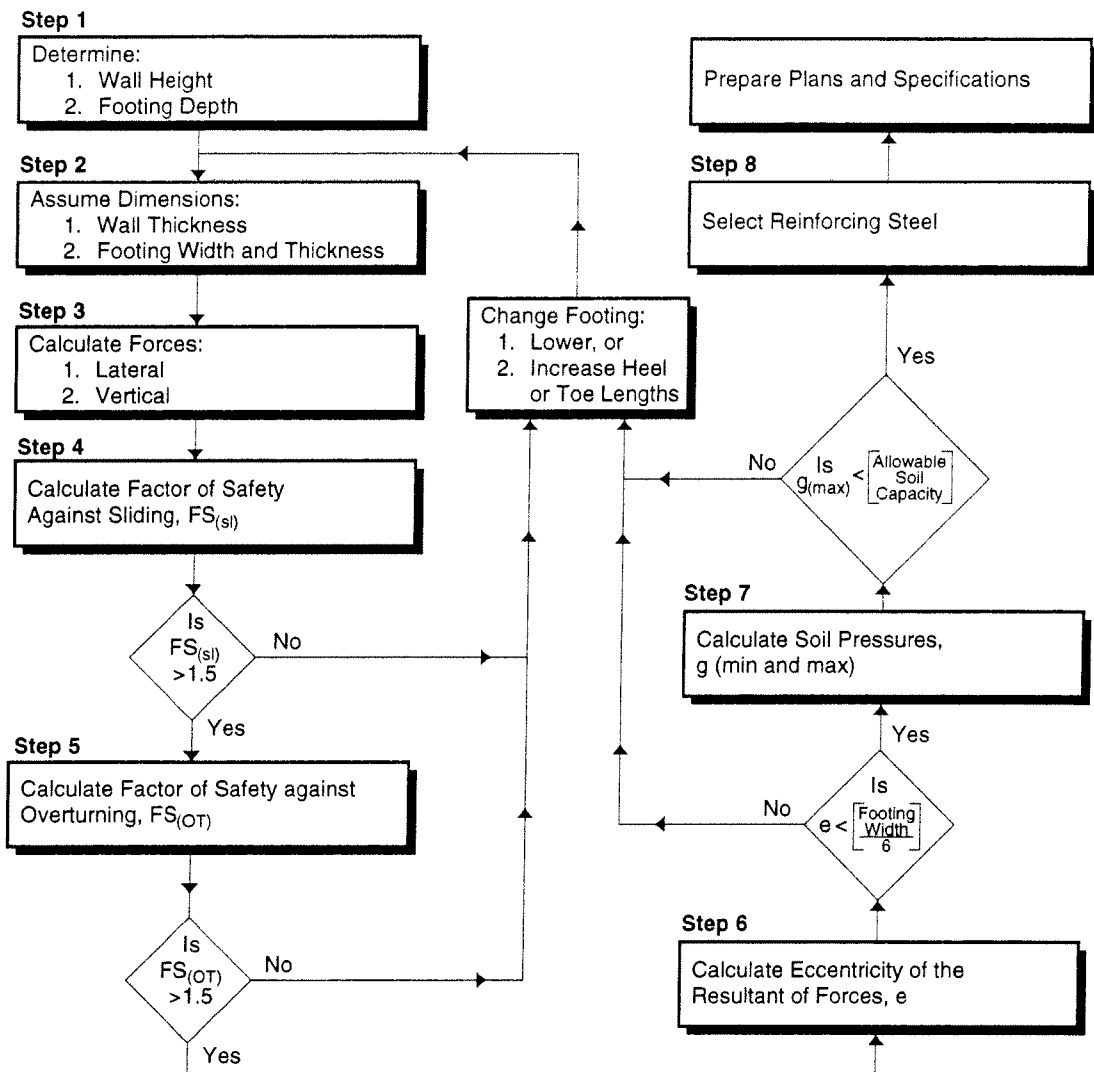 Step 1
Determine:
1. Wall Height
2. Footing Depth
Step 2
Assume Dimensions:
1. Wall Thickness
2. Footing Width and Thickness
Step 3
Calculate Forces:
1. Lateral
2. Vertical
Step 4
Calculate Factor of Safety
Against Sliding, FS(sl)
Is
FS(sl)
>1.5
No
Yes
Step 5
Calculate Factor of Safety against
Overturning, FS(OT)
Is
FS(OT)
>1.5
No
Yes
Change Footing:
1. Lower, or
2. Increase Heel
or Toe Lengths
Prepare Plans and Specifications
Step 8
Select Reinforcing Steel
Yes
No
Is
g(max) < [Allowable
Soil
Capacity]
Step 7
Calculate Soil Pressures,
g (min and max)
Yes
No
Is
e < [Footing
Width
6]
Step 6
Calculate Eccentricity of the
Resultant of Forces, e